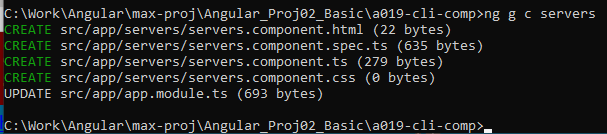 C:\Work\Angular\max-proj\Angular_Proj02_Basic\a019-cli-comp>ng g c servers
CREATE src/app/servers/servers.component.html (22 bytes)
CREATE src/app/servers/servers.component.spec.ts (635 bytes)
CREATE src/app/servers/servers.component.ts (279 bytes)
CREATE src/app/servers/servers.component.css (0 bytes)
UPDATE src/app/app.module.ts (693 bytes)
C:\Work\Angular\max-proj\Angular_Proj02_Basic\a019-cli-comp>